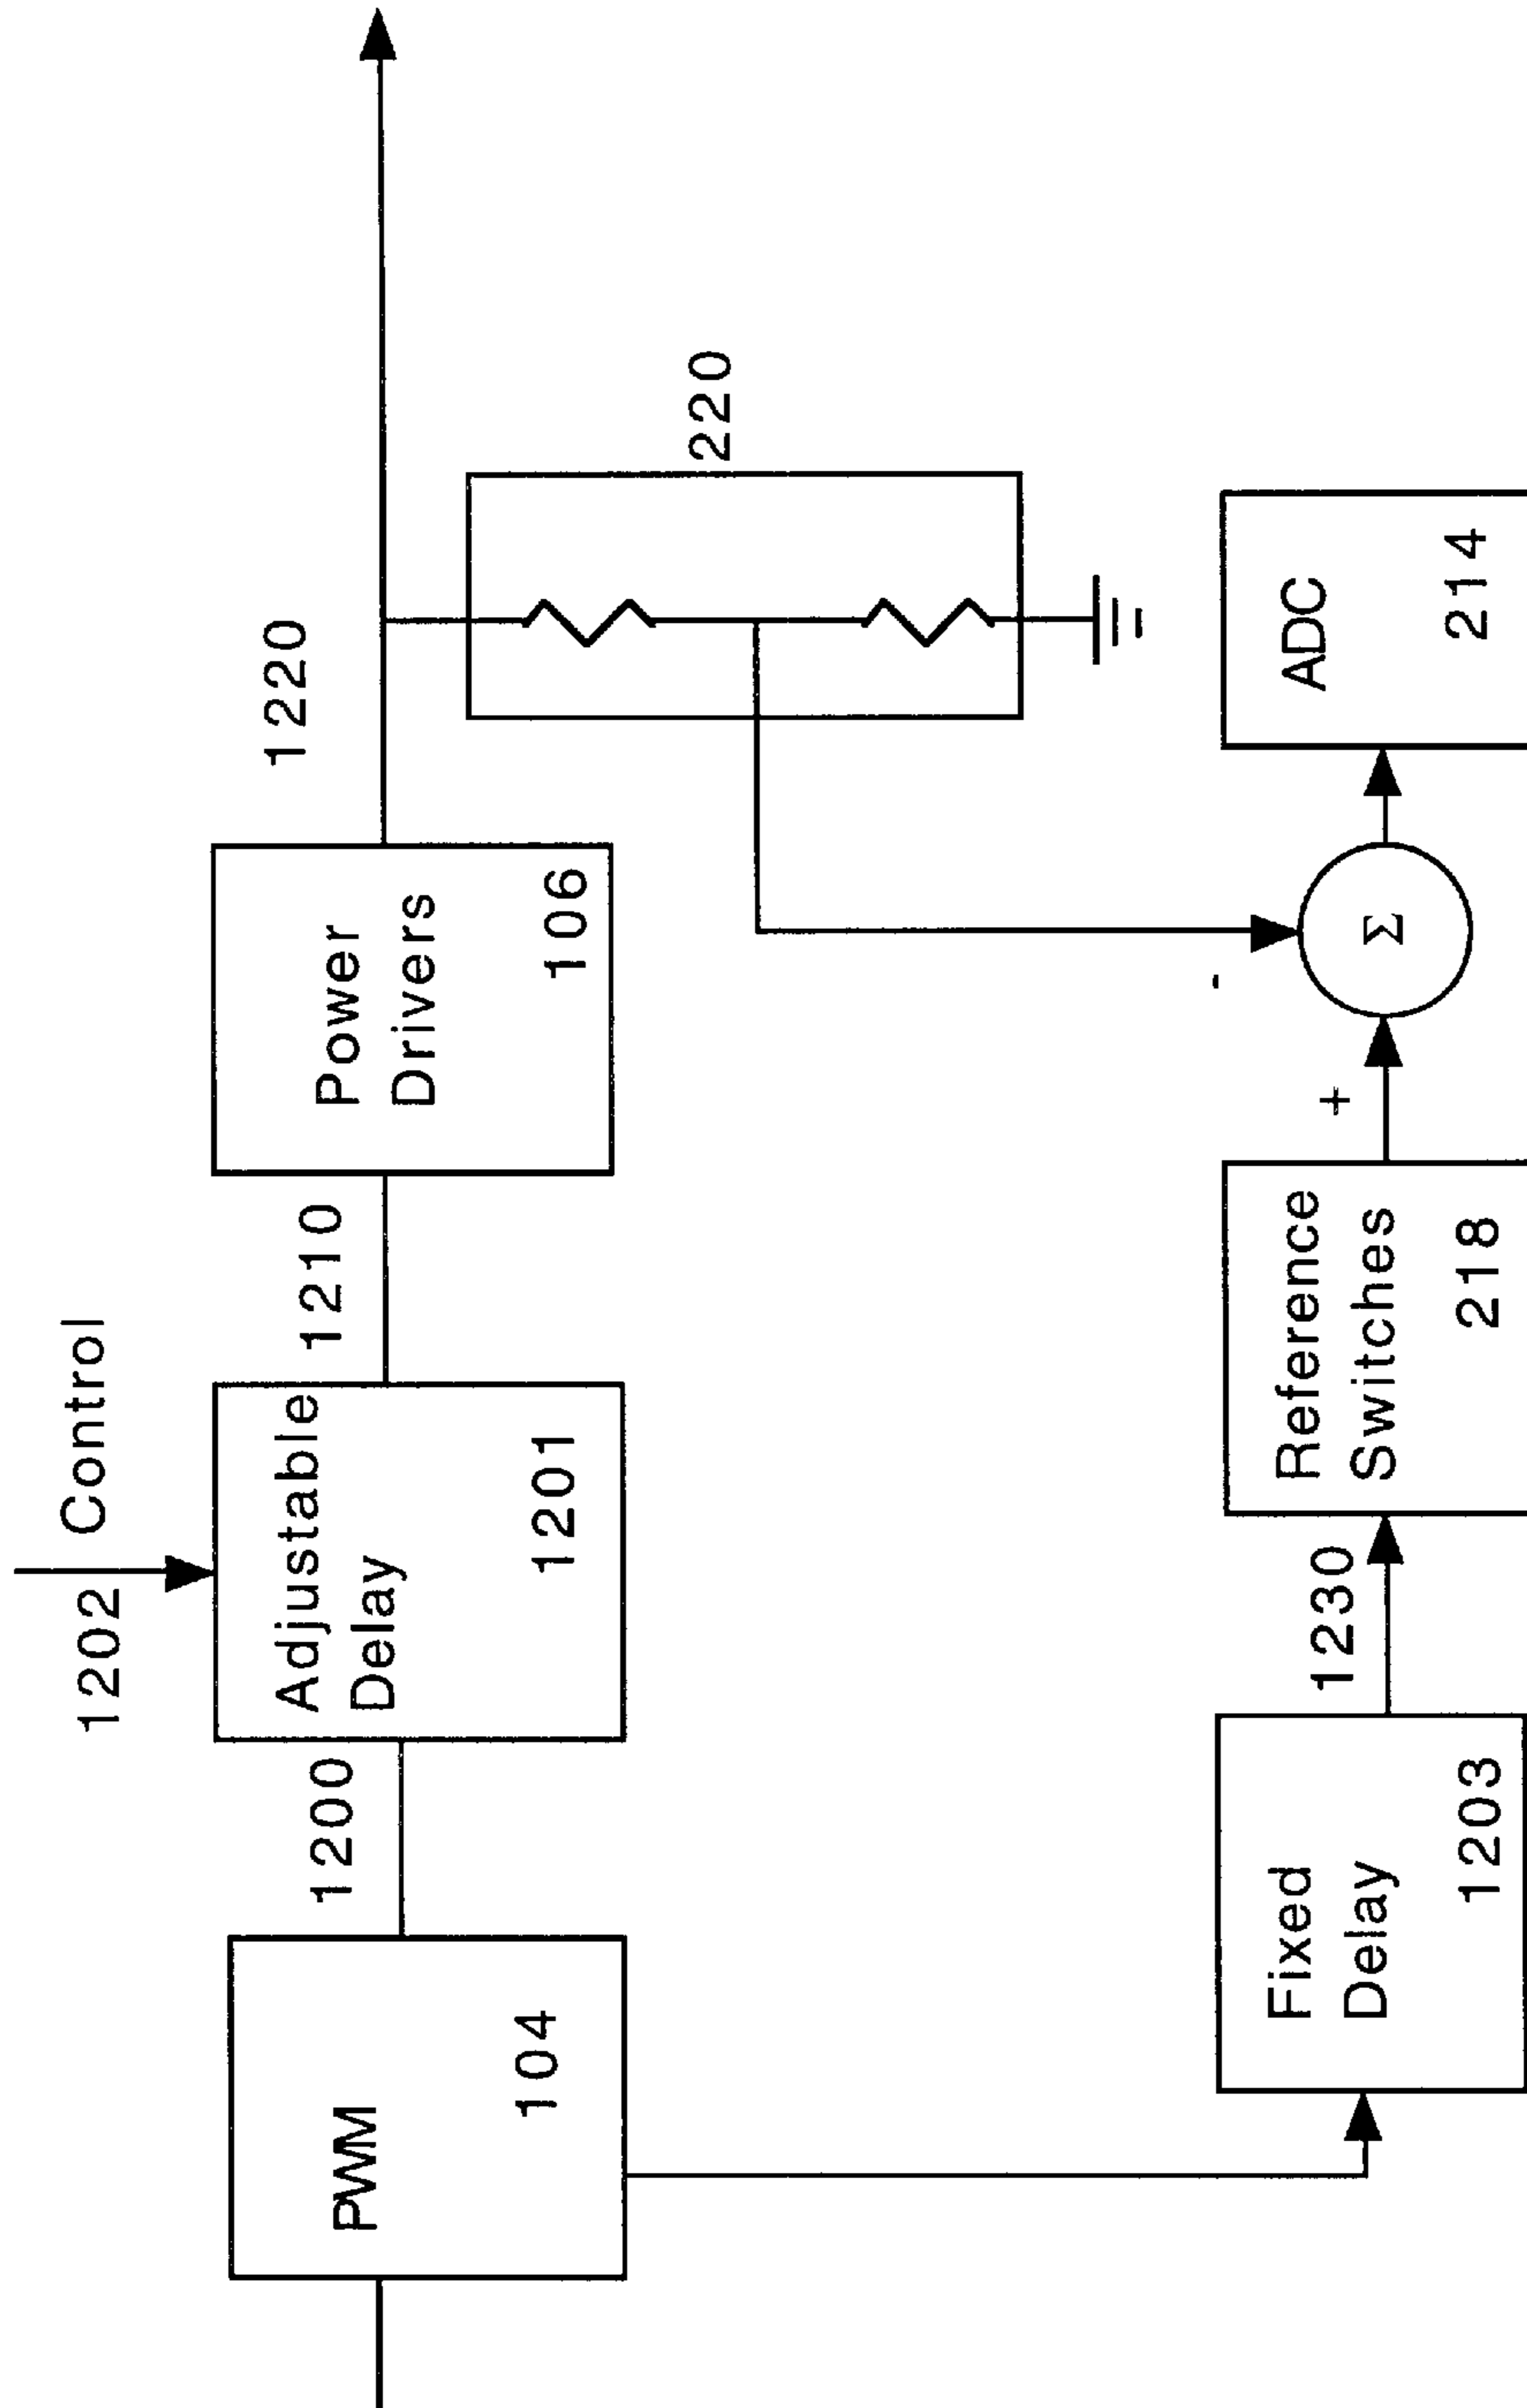 1202
Control
PWM
104
1200
Adjustable
Delay
1201
1210
Power
Drivers
106
1220
220
Fixed
Delay
1203
1230
Reference
Switches
218
+
-
Σ
ADC
214